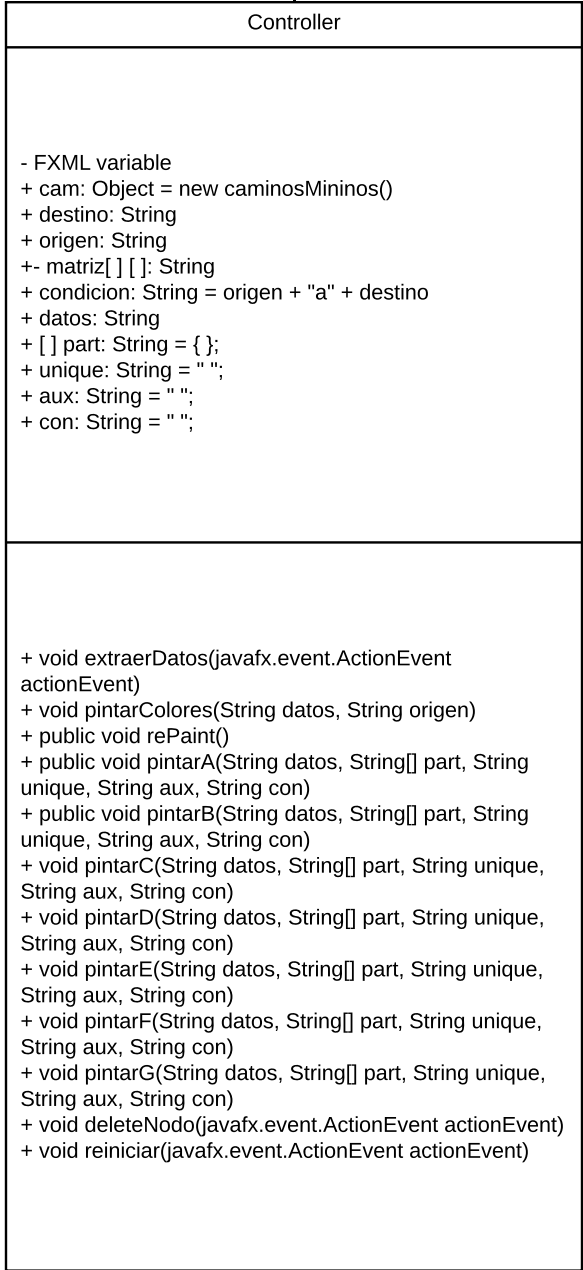 Controller
- FXML variable
+ cam: Object = new caminosMininos()
+ destino: String
+ origen: String
+- matriz[ ] [ ]: String
+ condicion: String = origen + "a" + destino
+ datos: String
+ [ ] part: String = { };
+ unique: String = " ";
+ aux: String = " ";
+ con: String = " ";
+ void extraerDatos(javafx.event.ActionEvent
actionEvent)
+ void pintarColores(String datos, String origen)
+ public void rePaint()
+ public void pintarA(String datos, String[] part, String
unique, String aux, String con)
+ public void pintarB(String datos, String[] part, String
unique, String aux, String con)
+ void pintarC(String datos, String[] part, String unique,
String aux, String con)
+ void pintarD(String datos, String[] part, String unique,
String aux, String con)
+ void pintarE(String datos, String[] part, String unique,
String aux, String con)
+ void pintarF(String datos, String[] part, String unique,
String aux, String con)
+ void pintarG(String datos, String[] part, String unique,
String aux, String con)
+ void deleteNodo(javafx.event.ActionEvent actionEvent)
+ void reiniciar(javafx.event.ActionEvent actionEvent)